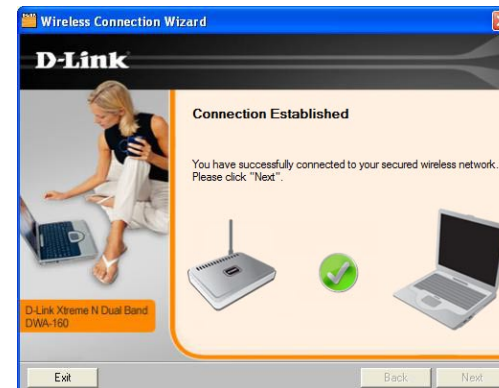 Wireless Connection Wizard
D-Link
Connection Established
You have successfully connected to your secured wireless network.
Please click "Next".
D-Link Xtreme N Dual Band
DWA-160
Exit
Back
Next